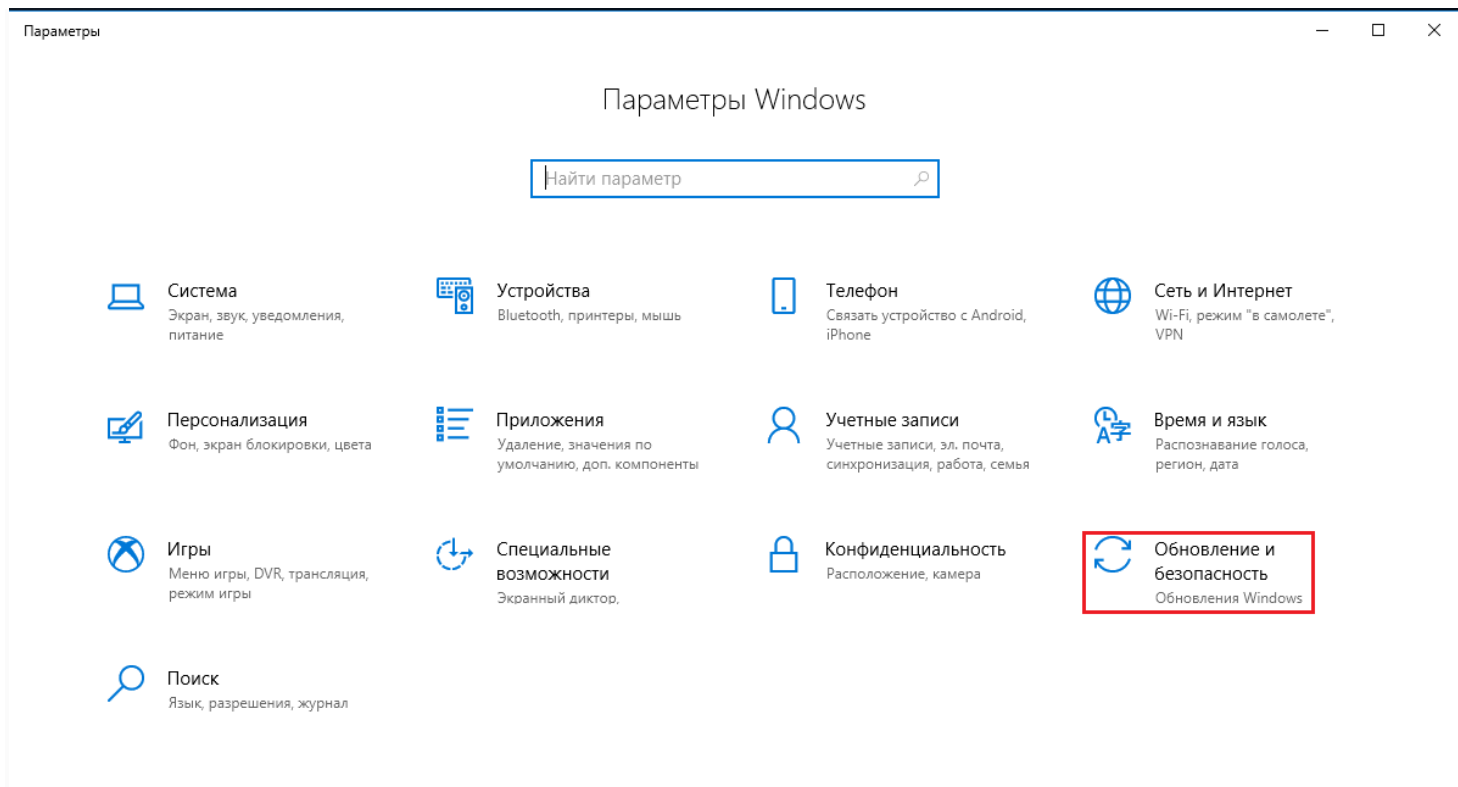 Параметры
Параметры Windows
Найти параметр
Система
Экран, звук, уведомления,
питание
Устройства
Bluetooth, принтеры, мышь
Телефон
Связать устройство с Android,
iPhone
Сеть и Интернет
Wi-Fi, режим "в самолете",
VPN
Персонализация
Фон, экран блокировки, цвета
Приложения
Удаление, значения по
умолчанию, доп. компоненты
Учетные записи
Учетные записи, эл. почта,
синхронизация, работа, семья
Время и язык
Распознавание голоса,
регион, дата
Игры
Меню игры, DVR, трансляция,
режим игры
Специальные
возможности
Экранный диктор,
Конфиденциальность
Расположение, камера
Обновление и
безопасность
Обновления Windows
Поиск
Язык, разрешения, журнал